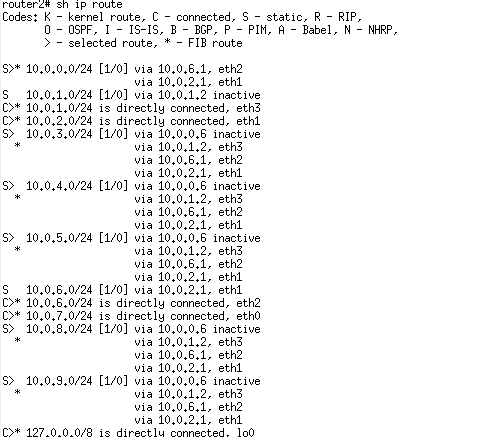 router2# sh ip route
Codes: K - kernel route, C - connected, S - static, R - RIP,
       O - OSPF, I - IS-IS, B - BGP, P - PIM, A - Babel, N - NHRP,
       > - selected route, * - FIB route

S>* 10.0.0.0/24 [1/0] via 10.0.6.1, eth2
                      via 10.0.2.1, eth1
S   10.0.1.0/24 [1/0] via 10.0.1.2 inactive
C>* 10.0.1.0/24 is directly connected, eth3
C>* 10.0.2.0/24 is directly connected, eth1
S>  10.0.3.0/24 [1/0] via 10.0.0.6 inactive
  *                   via 10.0.1.2, eth3
                      via 10.0.6.1, eth2
                      via 10.0.2.1, eth1
S>  10.0.4.0/24 [1/0] via 10.0.0.6 inactive
  *                   via 10.0.1.2, eth3
                      via 10.0.6.1, eth2
                      via 10.0.2.1, eth1
S>  10.0.5.0/24 [1/0] via 10.0.0.6 inactive
  *                   via 10.0.1.2, eth3
                      via 10.0.6.1, eth2
                      via 10.0.2.1, eth1
S   10.0.6.0/24 [1/0] via 10.0.2.1, eth1
C>* 10.0.6.0/24 is directly connected, eth2
C>* 10.0.7.0/24 is directly connected, eth0
S>  10.0.8.0/24 [1/0] via 10.0.0.6 inactive
  *                   via 10.0.1.2, eth3
                      via 10.0.6.1, eth2
                      via 10.0.2.1, eth1
S>  10.0.9.0/24 [1/0] via 10.0.0.6 inactive
  *                   via 10.0.1.2, eth3
                      via 10.0.6.1, eth2
                      via 10.0.2.1, eth1
C>* 127.0.0.0/8 is directly connected, lo0